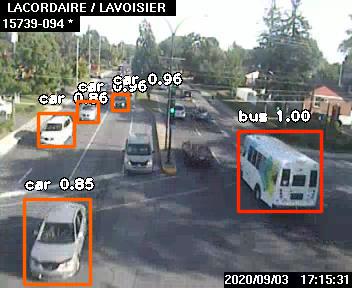 LACORDAIRE / LAVOISIER
15739-094 *
car 0.96
car 0.96
car 0.86
bus 1.00
car 0.85
2020/09/03 17:15:31